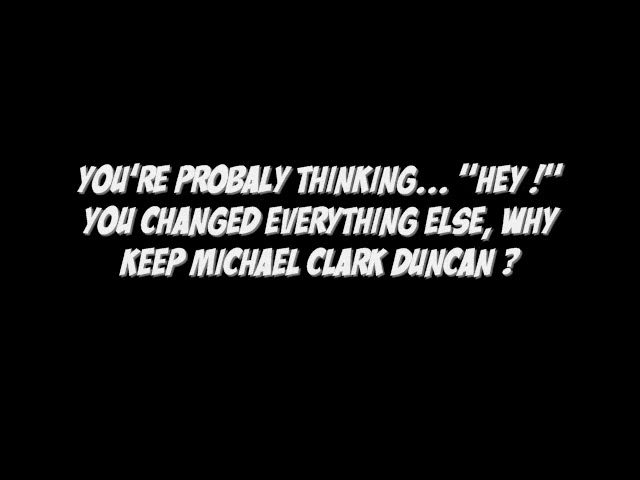 YOU'RE PROBALY THINKING... "HEY !"
YOU CHANGED EVERYTHING ELSE, WHY
KEEP MICHAEL CLARK DUNCAN ?